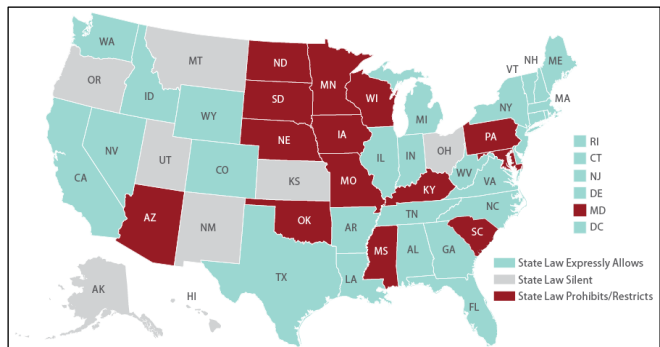 WA
MT
ND
MN
OR
ID
SD
WI
MI
VT
NH
ME
NY
MA
WY
NE
IA
PA
NV
UT
CO
IL
IN
OH
WV
VA
CA
KS
MO
KY
NC
TN
AZ
NM
OK
AR
SC
MS
AL
GA
TX
LA
FL
AK
HI
RI
CT
NJ
DE
MD
DC
State Law Expressly Allows
State Law Silent
State Law Prohibits/Restricts